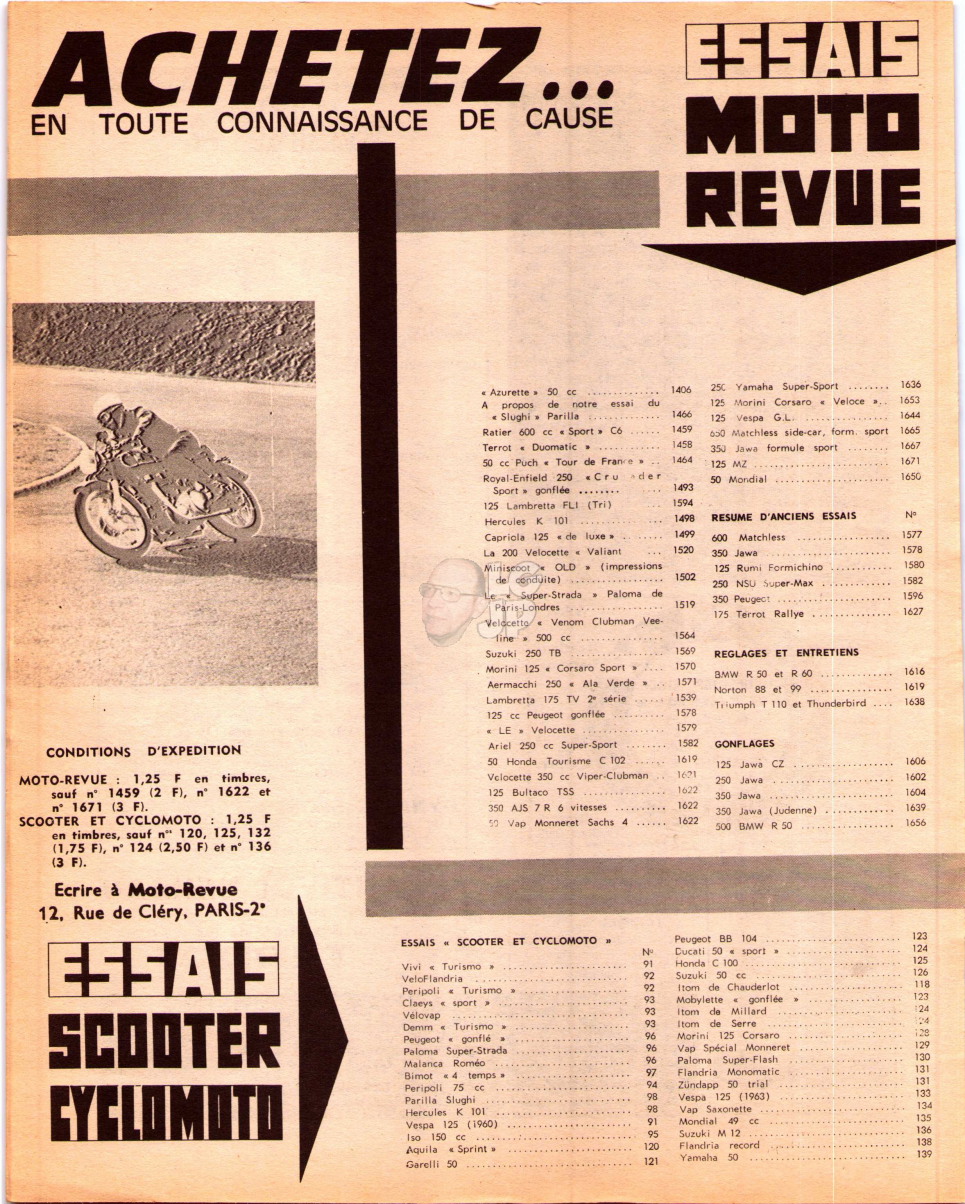 ACHETEZ...
EN TOUTE CONNAISSANCE DE CAUSE
ESSAIS
MOTO
REVUE
« Azurette » 50 cc ............. 1406
A propos de notre essai du
« Slughi » Parilla ............. 1466
Ratier 600 cc « Sport » C6 ...... 1459
Terrot « Duomatic » ............. 1458
50 cc Puch « Tour de France » .. 1464
Royal-Enfield 250 « Cru ader
Sport » gonflée ........ 1493
125 Lambretta FLI (Tri) ... 1594
Hercules K 101 ............... 1498
Capriola 125 « de luxe » ........ 1499
La 200 Velocette « Valiant ... 1520
Miniscoot « OLD » (impressions
de conduite) ................ 1502
Le « Super-Strada » Paloma de
Paris-Londres ................ 1519
Velocette « Venom Clubman Vee-
line » 500 cc ............... 1564
Suzuki 250 TB ................ 1569
Morini 125 « Corsaro Sport » .... 1570
Aermacchi 250 « Ala Verde » .. 1571
Lambretta 175 TV 2e série ...... 1539
125 cc Peugeot gonflée .......... 1578
« LE » Velocette .............. 1579
Ariel 250 cc Super-Sport ........ 1582
50 Honda Tourisme C 102 ...... 1619
Velocette 350 cc Viper-Clubman .. 1621
125 Bultaco TSS ................ 1622
350 AJS 7 R 6 vitesses ......... 1622
50 Vap Monneret Sachs 4 ...... 1622
250 Yamaha Super-Sport ........ 1636
125 Morini Corsaro « Veloce ».. 1653
125 Vespa G.L. ................ 1644
650 Matchless side-car, form. sport 1665
350 Jawa formule sport ......... 1667
125 MZ ........................ 1671
50 Mondial .................... 1650
RESUME D'ANCIENS ESSAIS No
600 Matchless ................. 1577
350 Jawa ...................... 1578
125 Rumi Formichino ........... 1580
250 NSU Super-Max ............. 1582
350 Peugeot ................... 1596
175 Terrot Rallye .............. 1627
REGLAGES ET ENTRETIENS
BMW R 50 et R 60 ............. 1616
Norton 88 et 99 ............... 1619
Triumph T 110 et Thunderbird .... 1638
GONFLAGES
125 Jawa CZ .................. 1606
250 Jawa ..................... 1602
350 Jawa ..................... 1604
350 Jawa (Judenne) ............ 1639
500 BMW R 50 ................ 1656
LC
JP
CONDITIONS D'EXPEDITION
MOTO-REVUE : 1,25 F en timbres,
sauf n° 1459 (2 F), n° 1622 et
n° 1671 (3 F).
SCOOTER ET CYCLOMOTO : 1,25 F
en timbres, sauf n°s 120, 125, 132
(1,75 F), n° 124 (2,50 F) et n° 136
(3 F).
Ecrire à Moto-Revue
12, Rue de Cléry, PARIS-2e
ESSAIS
SCOOTER
CYCLOMOTO
ESSAIS « SCOOTER ET CYCLOMOTO »
No
Vivi « Turismo » ........................ 91
VeloFlandria ........................ 92
Peripoli « Turismo » ........................ 92
Claeys « sport » ........................ 93
Vélovap ........................ 93
Demm « Turismo » ........................ 93
Peugeot « gonflé » ........................ 96
Paloma Super-Strada ........................ 96
Malanca Roméo ........................ 96
Bimot « 4 temps » ........................ 97
Peripoli 75 cc ........................ 94
Parilla Slughi ........................ 98
Hercules K 101 ........................ 98
Vespa 125 (1960) ........................ 91
Iso 150 cc ........................ 95
Aquila « Sprint » ........................ 120
Garelli 50 ........................ 121
Peugeot BB 104 ........................ 123
Ducati 50 « sport » ........................ 124
Honda C 100 ........................ 125
Suzuki 50 cc ........................ 126
Itom de Chauderlot ........................ 118
Mobylette « gonflée » ........................ 123
Itom de Millard ........................ 124
Itom de Serre ........................ 124
Morini 125 Corsaro ........................ 128
Vap Spécial Monneret ........................ 129
Paloma Super-Flash ........................ 130
Flandria Monomatic ........................ 131
Zündapp 50 trial ........................ 131
Vespa 125 (1963) ........................ 133
Vap Saxonette ........................ 134
Mondial 49 cc ........................ 135
Suzuki M 12 ........................ 136
Flandria record ........................ 138
Yamaha 50 ........................ 139